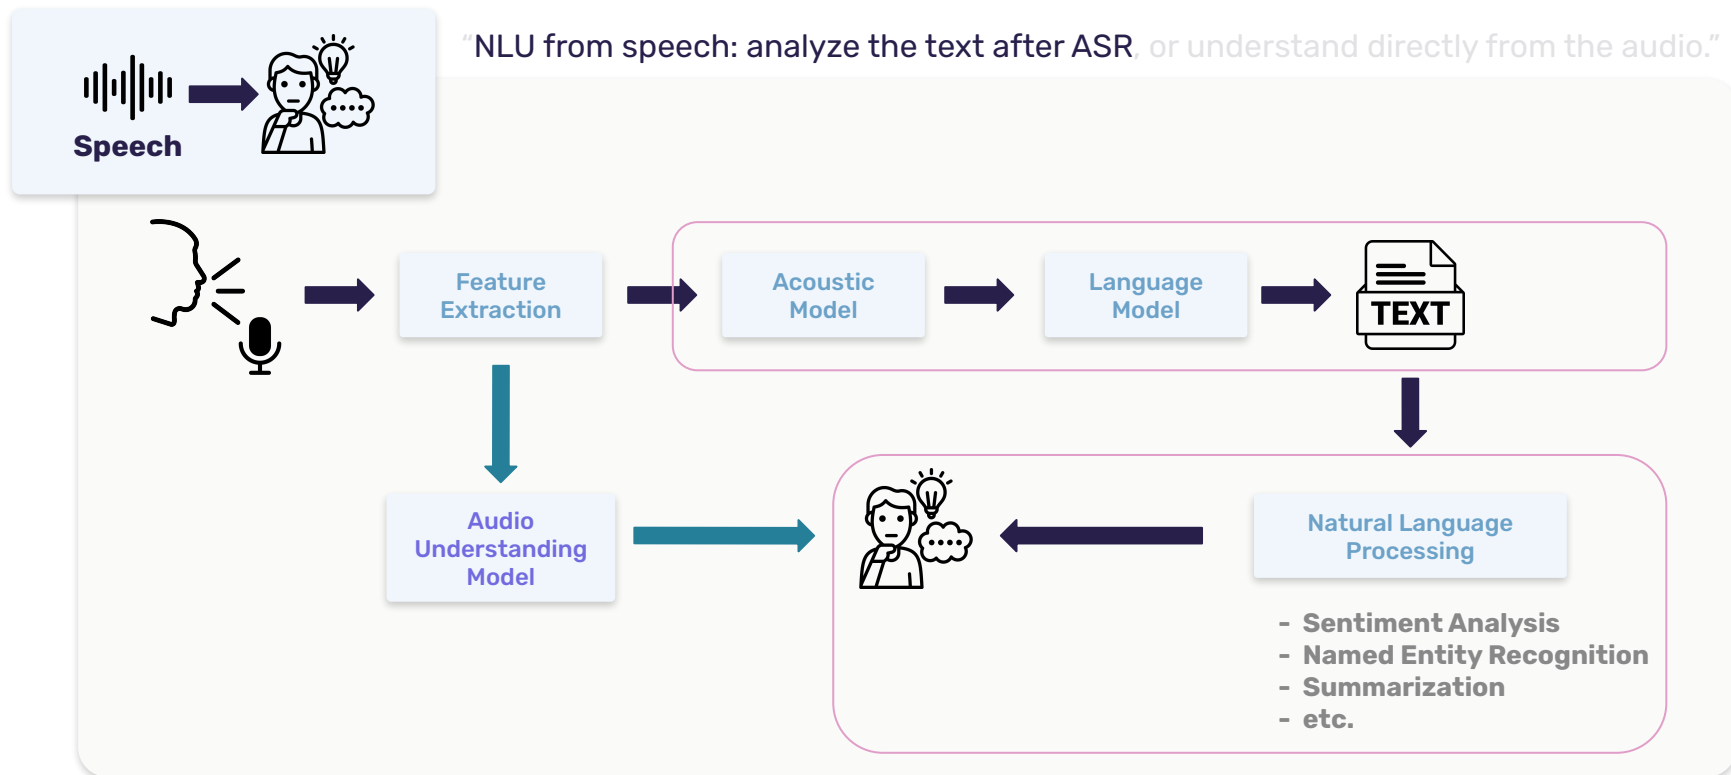 “NLU from speech: analyze the text after ASR, or understand directly from the audio.”
Speech
Feature
Extraction
Acoustic
Model
Language
Model
TEXT
Audio
Understanding
Model
Natural Language
Processing
- Sentiment Analysis
- Named Entity Recognition
- Summarization
- etc.